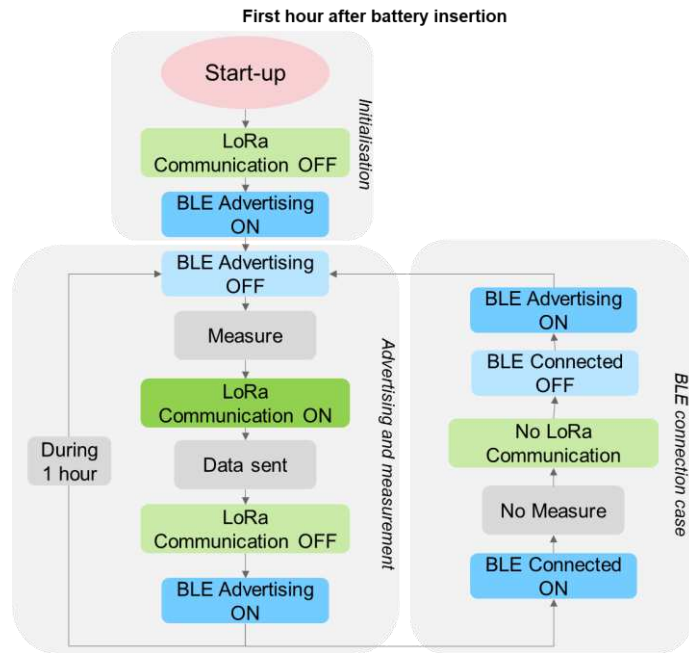 First hour after battery insertion
Start-up
LoRa
Communication OFF
BLE Advertising
ON
Initialisation
BLE Advertising
OFF
Measure
LoRa
Communication ON
Data sent
LoRa
Communication OFF
BLE Advertising
ON
During
1 hour
Advertising and measurement
BLE Advertising
ON
BLE Connected
OFF
No LoRa
Communication
No Measure
BLE Connected
ON
BLE connection case